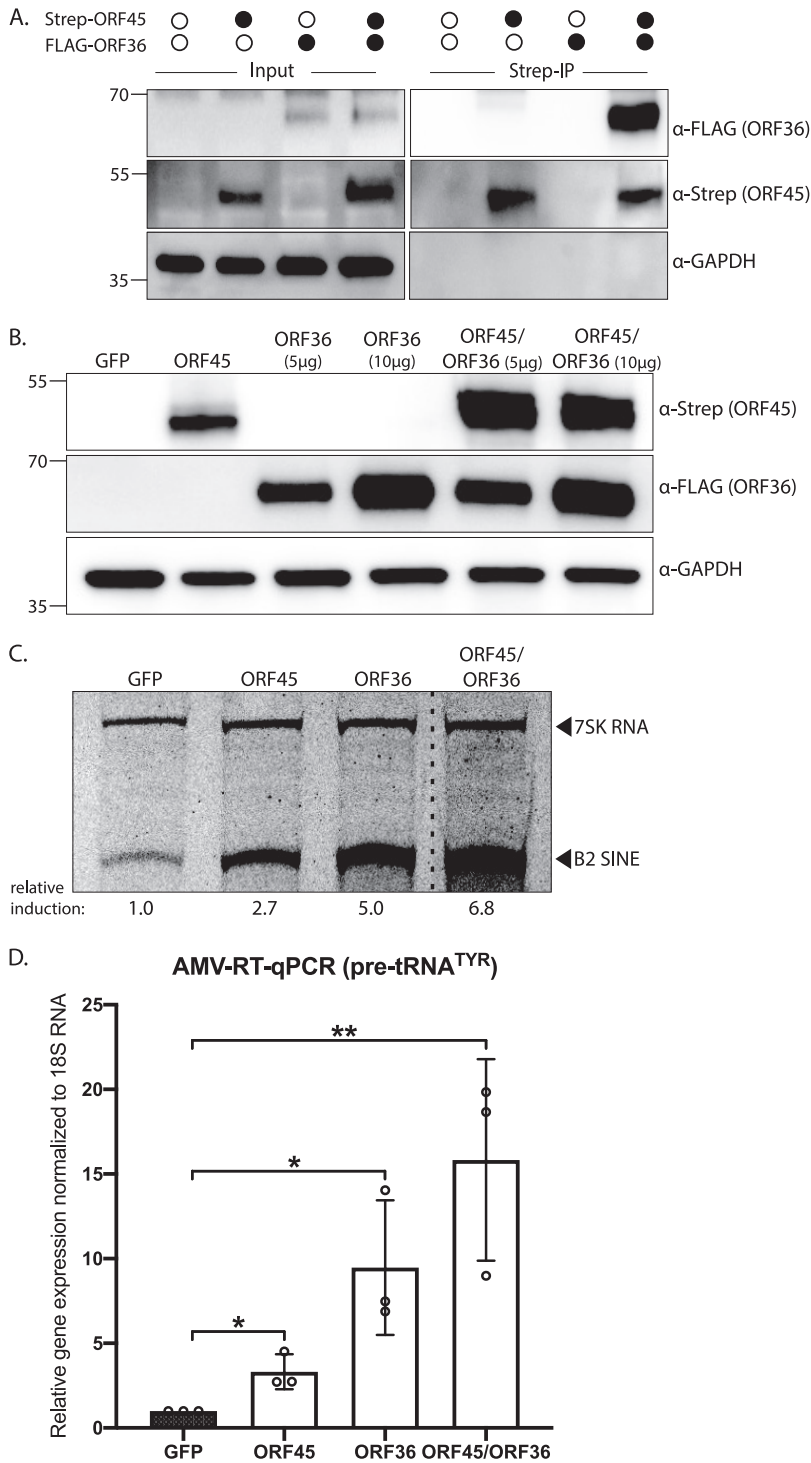 A.
Strep-ORF45
FLAG-ORF36
Input Strep-IP
70
α-FLAG (ORF36)
55
α-Strep (ORF45)
α-GAPDH
35
B.
GFP ORF45 ORF36 (5µg) ORF36 (10µg) ORF45/ORF36 (5µg) ORF45/ORF36 (10µg)
55
α-Strep (ORF45)
70
α-FLAG (ORF36)
α-GAPDH
35
C.
GFP ORF45 ORF36 ORF45/ORF36
7SK RNA
B2 SINE
relative
induction: 1.0 2.7 5.0 6.8
D.
AMV-RT-qPCR (pre-tRNATYR)
Relative gene expression normalized to 18S RNA
25
**
20
15
*
10
5
*
0
GFP ORF45 ORF36 ORF45/ORF36